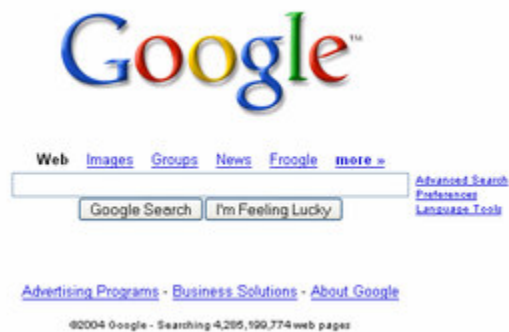 Google™
Web Images Groups News Froogle more »
Advanced Search
Preferences
Language Tools
Google Search I'm Feeling Lucky
Advertising Programs - Business Solutions - About Google
©2004 Google - Searching 4,285,199,774 web pages